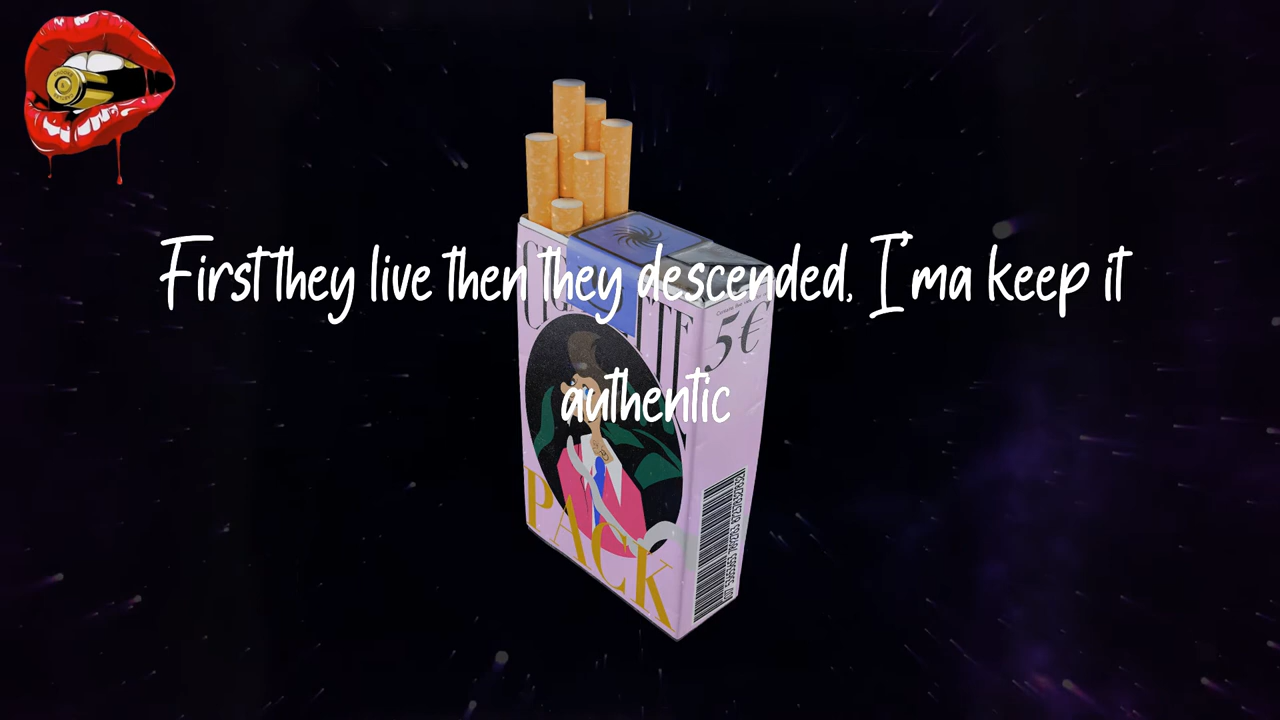 First they live then they descended, I'ma keep it
authentic
5€
PACK